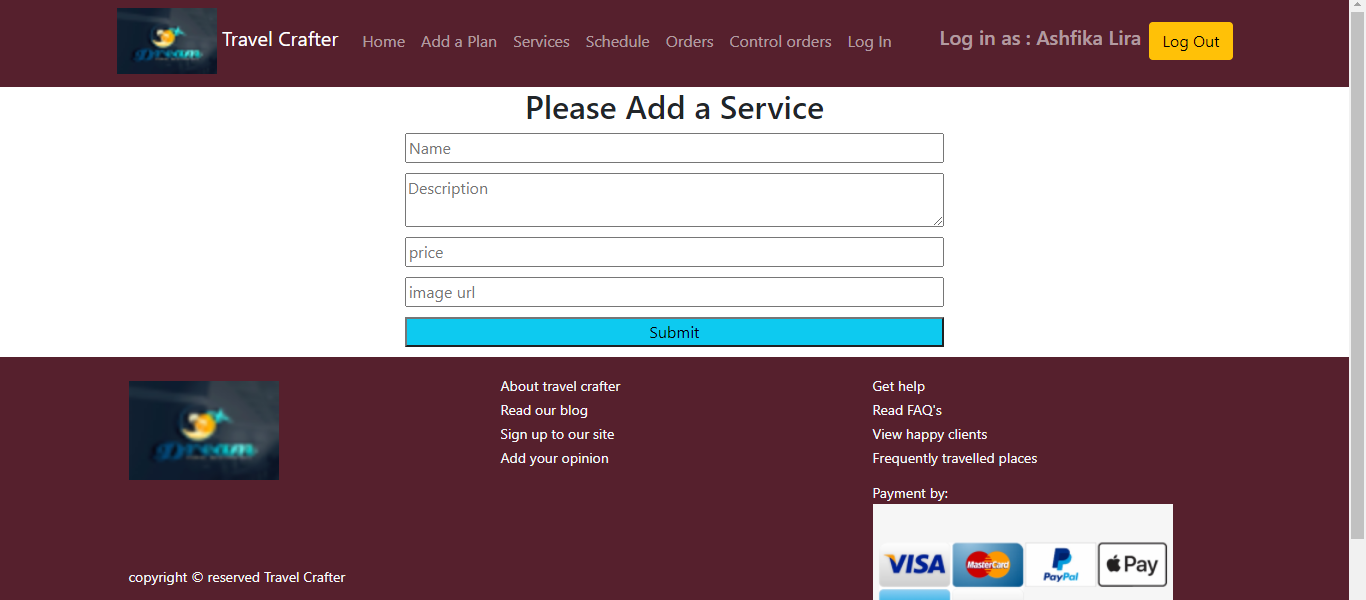 Dream
Travel Crafter
Home
Add a Plan
Services
Schedule
Orders
Control orders
Log In
Log in as : Ashfika Lira
Log Out
Please Add a Service
Name
Description
price
image url
Submit
Dream
copyright © reserved Travel Crafter
About travel crafter
Read our blog
Sign up to our site
Add your opinion
Get help
Read FAQ's
View happy clients
Frequently travelled places
Payment by:
VISA
MasterCard
PayPal
Pay